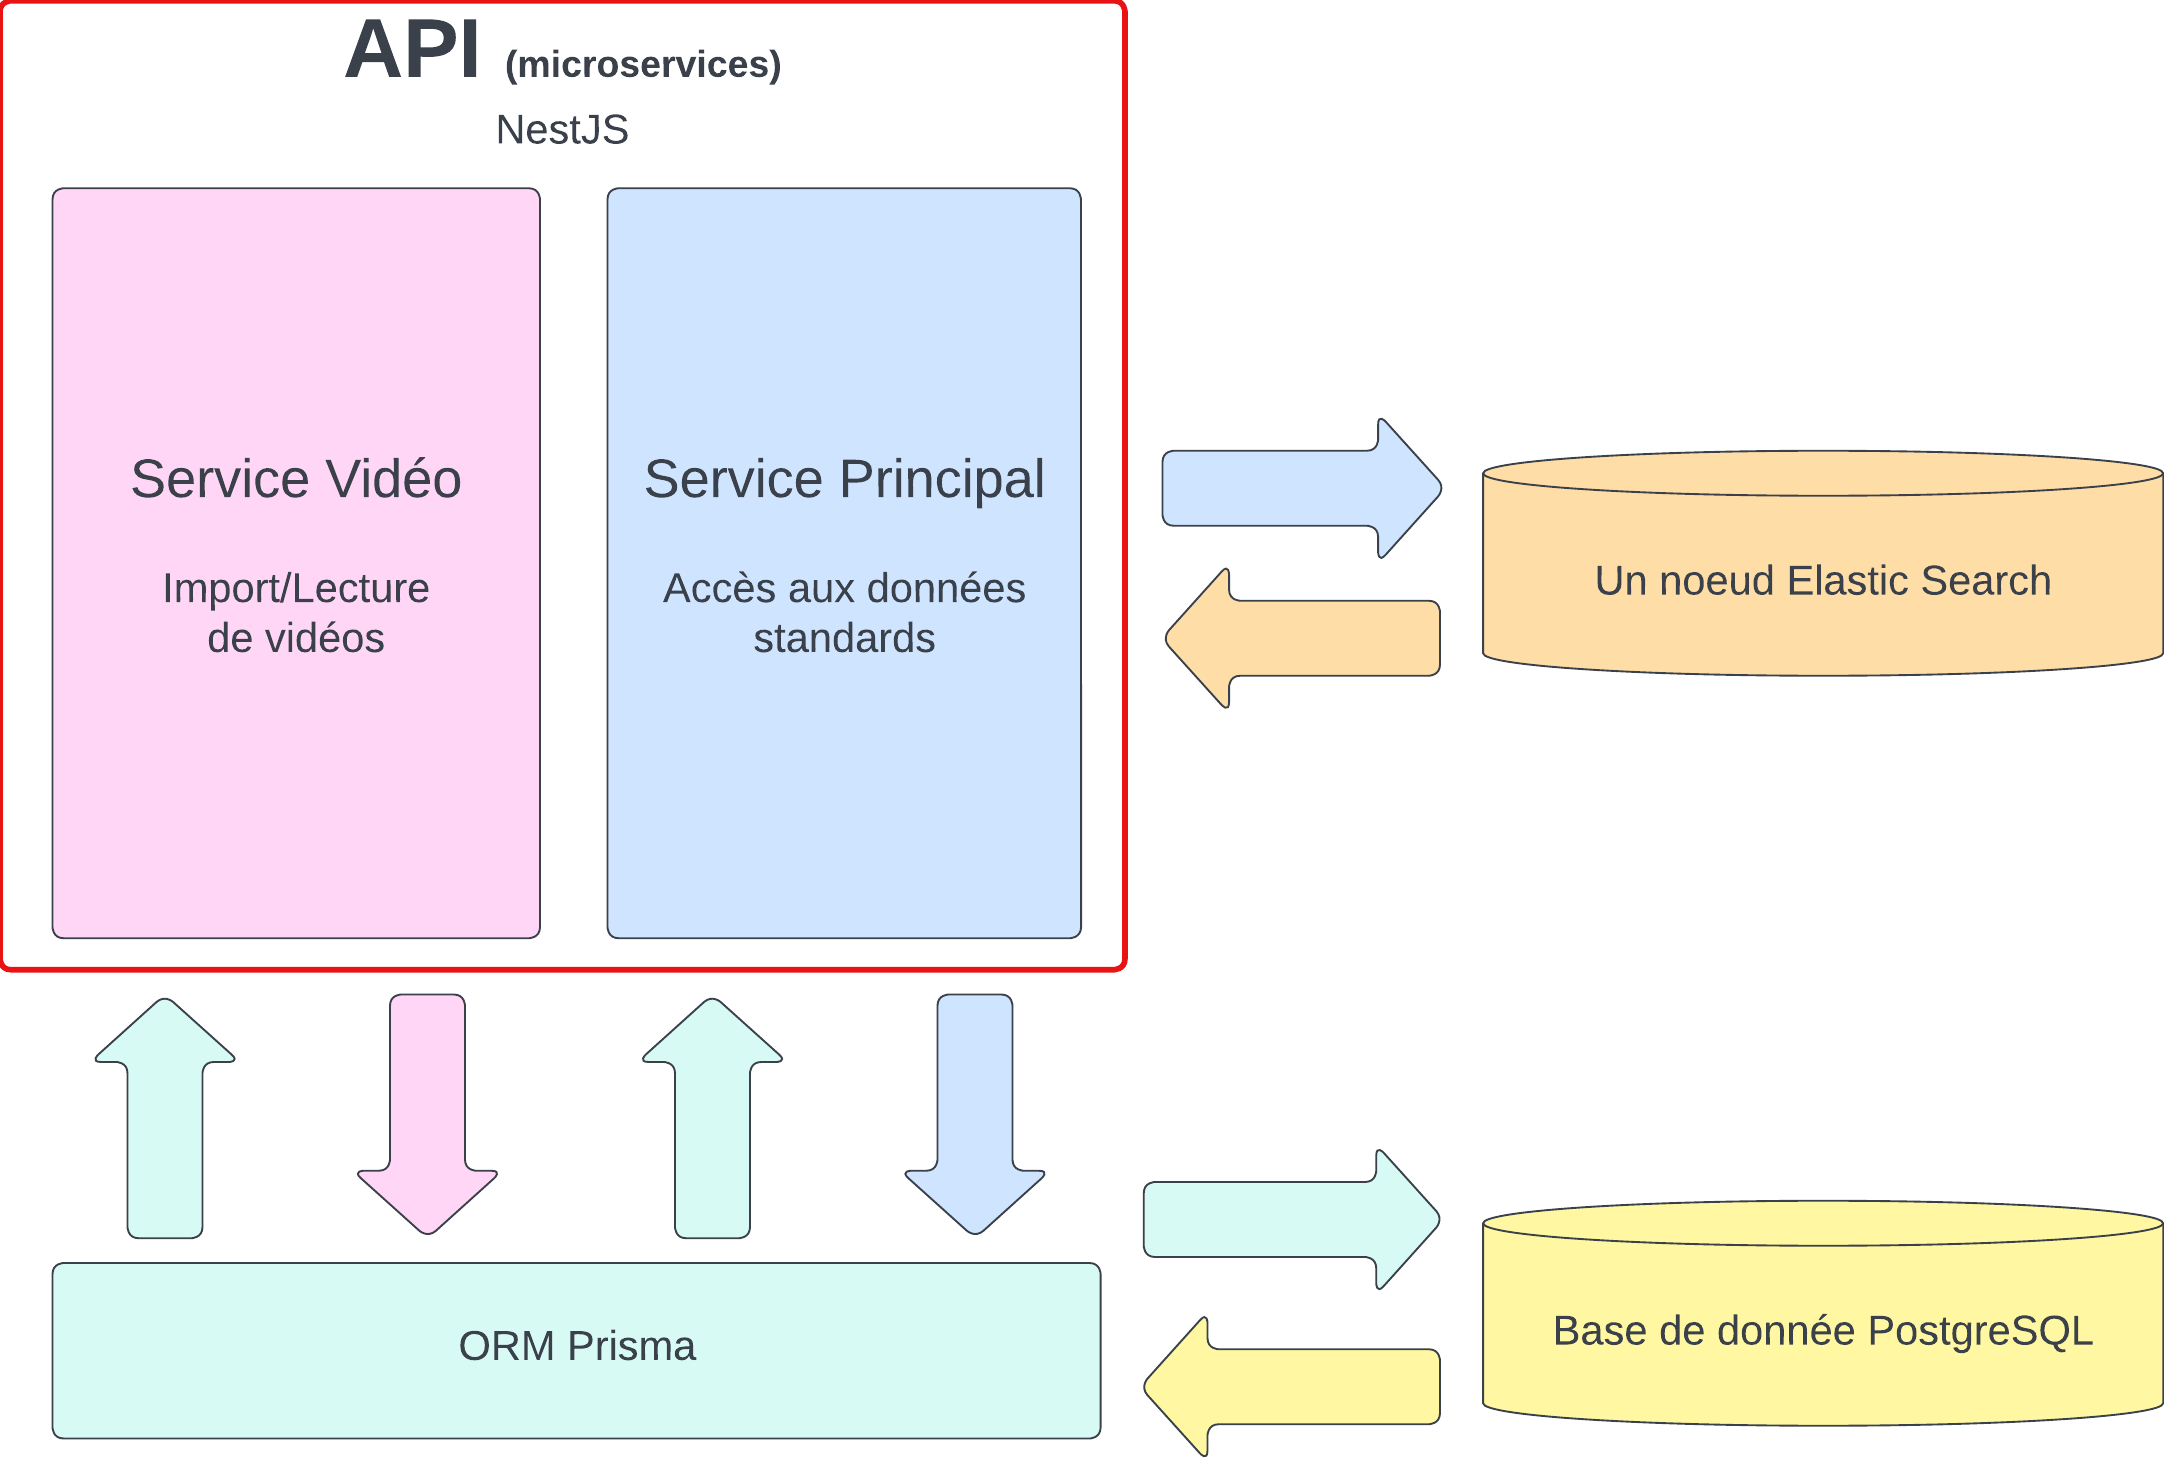 API (microservices)
NestJS
Service Vidéo
Import/Lecture
de vidéos
Service Principal
Accès aux données
standards
Un noeud Elastic Search
ORM Prisma
Base de donnée PostgreSQL